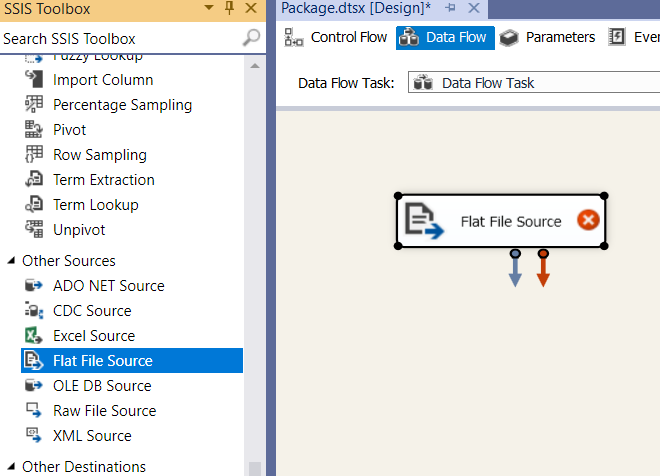 SSIS Toolbox
Search SSIS Toolbox
Fuzzy Lookup
Import Column
Percentage Sampling
Pivot
Row Sampling
Term Extraction
Term Lookup
Unpivot
Other Sources
ADO NET Source
CDC Source
Excel Source
Flat File Source
OLE DB Source
Raw File Source
XML Source
Other Destinations
Package.dtsx [Design]*
Control Flow
Data Flow
Parameters
Ever
Data Flow Task:
Data Flow Task
Flat File Source